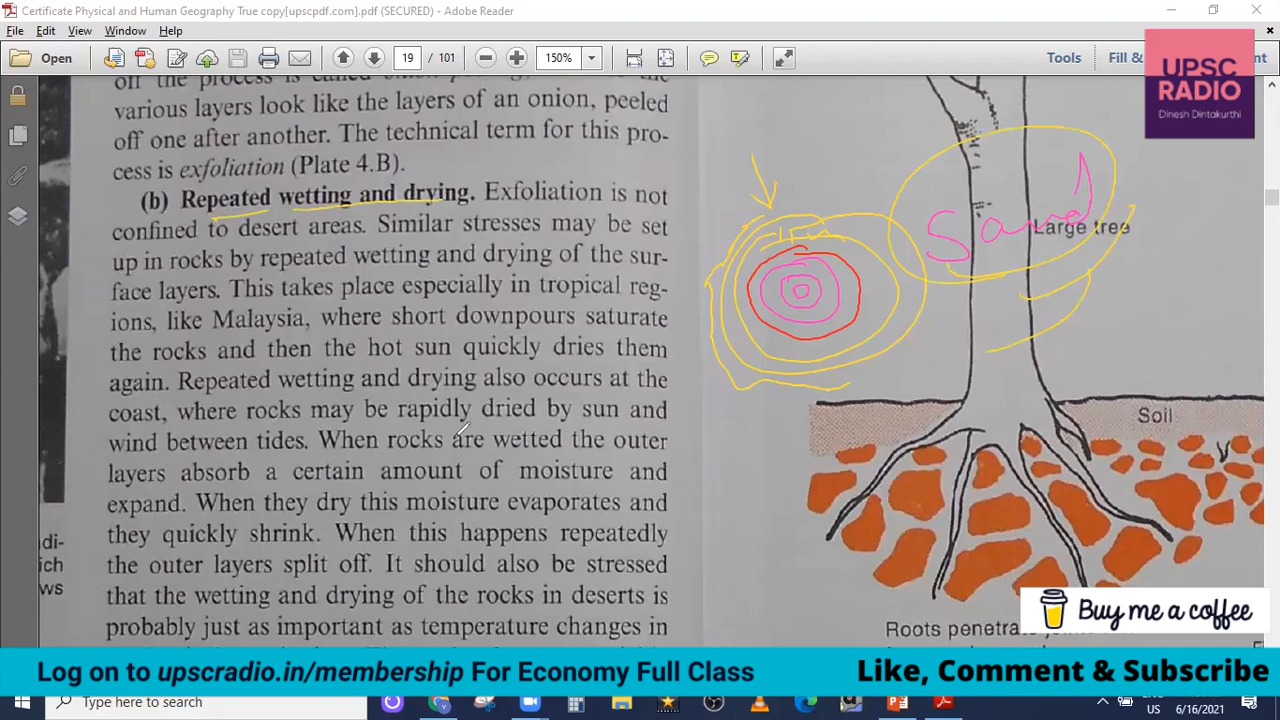 Certificate Physical and Human Geography True copy[upscpdf.com].pdf (SECURED) - Adobe Reader
File Edit View Window Help
Open 19 / 101 150% Tools Fill &
UPSC
RADIO
Dinesh Dintakurthi
off the process is called
various layers look like the layers of an onion, peeled
off one after another. The technical term for this pro-
cess is exfoliation (Plate 4.B).
(b) Repeated wetting and drying. Exfoliation is not
confined to desert areas. Similar stresses may be set
up in rocks by repeated wetting and drying of the sur-
face layers. This takes place especially in tropical reg-
ions, like Malaysia, where short downpours saturate
the rocks and then the hot sun quickly dries them
again. Repeated wetting and drying also occurs at the
coast, where rocks may be rapidly dried by sun and
wind between tides. When rocks are wetted the outer
layers absorb a certain amount of moisture and
expand. When they dry this moisture evaporates and
they quickly shrink. When this happens repeatedly
the outer layers split off. It should also be stressed
that the wetting and drying of the rocks in deserts is
probably just as important as temperature changes in
di-
ich
ws
Sand
Large tree
Soil
Roots penetrate
Buy me a coffee
Log on to upscradio.in/membership For Economy Full Class
Like, Comment & Subscribe
Type here to search
ENG
US
6/16/2021